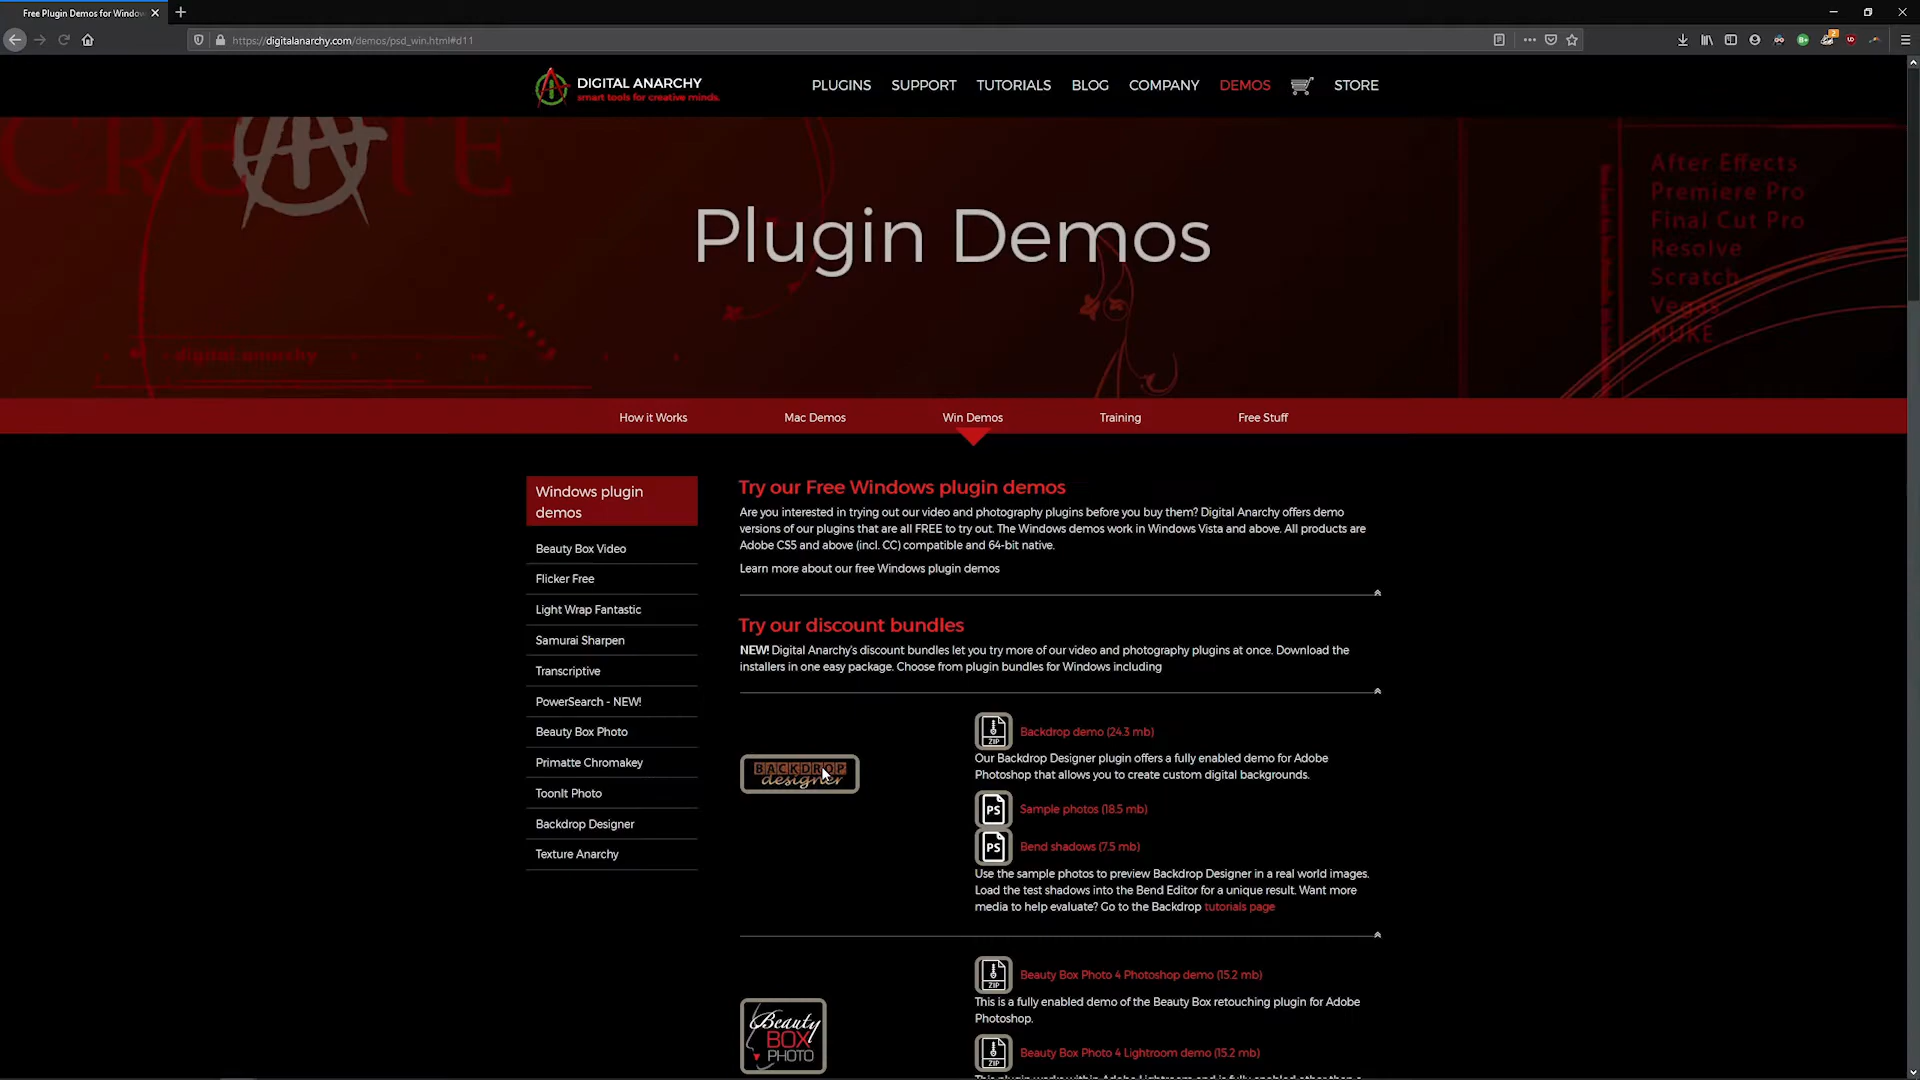 Free Plugin Demos for Window
https://digitalanarchy.com/demos/psd_win.html#d11
DIGITAL ANARCHY
smart tools for creative minds.
PLUGINS SUPPORT TUTORIALS BLOG COMPANY DEMOS STORE
CREATE
After Effects
Premiere Pro
Final Cut Pro
Resolve
Scratch
Vegas
NUKE
Plugin Demos
digital anarchy
How it Works Mac Demos Win Demos Training Free Stuff
Windows plugin
demos
Beauty Box Video
Flicker Free
Light Wrap Fantastic
Samurai Sharpen
Transcriptive
PowerSearch - NEW!
Beauty Box Photo
Primatte Chromakey
ToonIt Photo
Backdrop Designer
Texture Anarchy
Try our Free Windows plugin demos
Are you interested in trying out our video and photography plugins before you buy them? Digital Anarchy offers demo
versions of our plugins that are all FREE to try out. The Windows demos work in Windows Vista and above. All products are
Adobe CS5 and above (incl. CC) compatible and 64-bit native.
Learn more about our free Windows plugin demos
Try our discount bundles
NEW! Digital Anarchy's discount bundles let you try more of our video and photography plugins at once. Download the
installers in one easy package. Choose from plugin bundles for Windows including
BACKDROP
designer
ZIP
Backdrop demo (24.3 mb)
Our Backdrop Designer plugin offers a fully enabled demo for Adobe
Photoshop that allows you to create custom digital backgrounds.
PS
Sample photos (18.5 mb)
PS
Bend shadows (7.5 mb)
Use the sample photos to preview Backdrop Designer in a real world images.
Load the test shadows into the Bend Editor for a unique result. Want more
media to help evaluate? Go to the Backdrop tutorials page
Beauty
BOX
PHOTO
ZIP
Beauty Box Photo 4 Photoshop demo (15.2 mb)
This is a fully enabled demo of the Beauty Box retouching plugin for Adobe
Photoshop.
ZIP
Beauty Box Photo 4 Lightroom demo (15.2 mb)